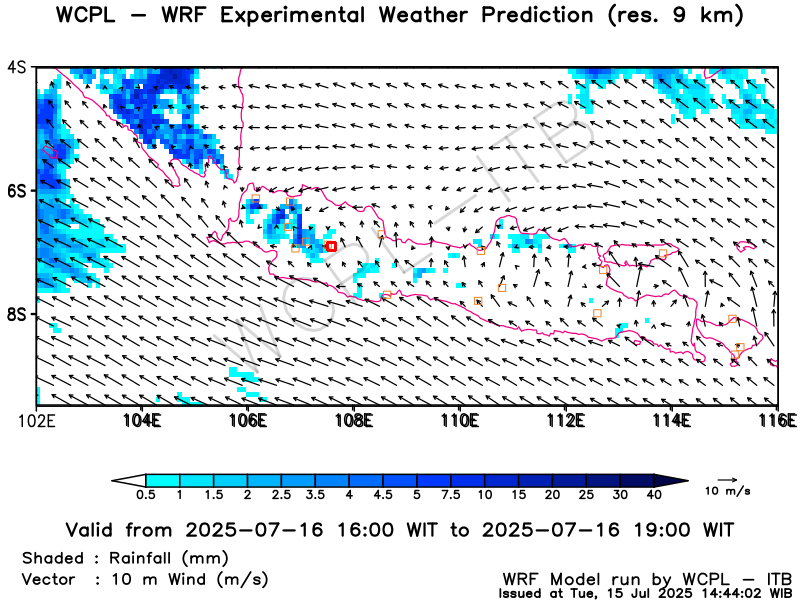 WCPL – WRF Experimental Weather Prediction (res. 9 km)
4S
6S
8S
WCPL–ITB
102E 104E 106E 108E 110E 112E 114E 116E
0.5 1 1.5 2 2.5 3.5 4.5 5 7.5 10 15 20 25 30 40
10 m/s
Valid from 2025–07–16 16:00 WIT to 2025–07–16 19:00 WIT
Shaded : Rainfall (mm)
Vector : 10 m Wind (m/s)
WRF Model run by WCPL – ITB
Issued at Tue, 15 Jul 2025 14:44:02 WIB